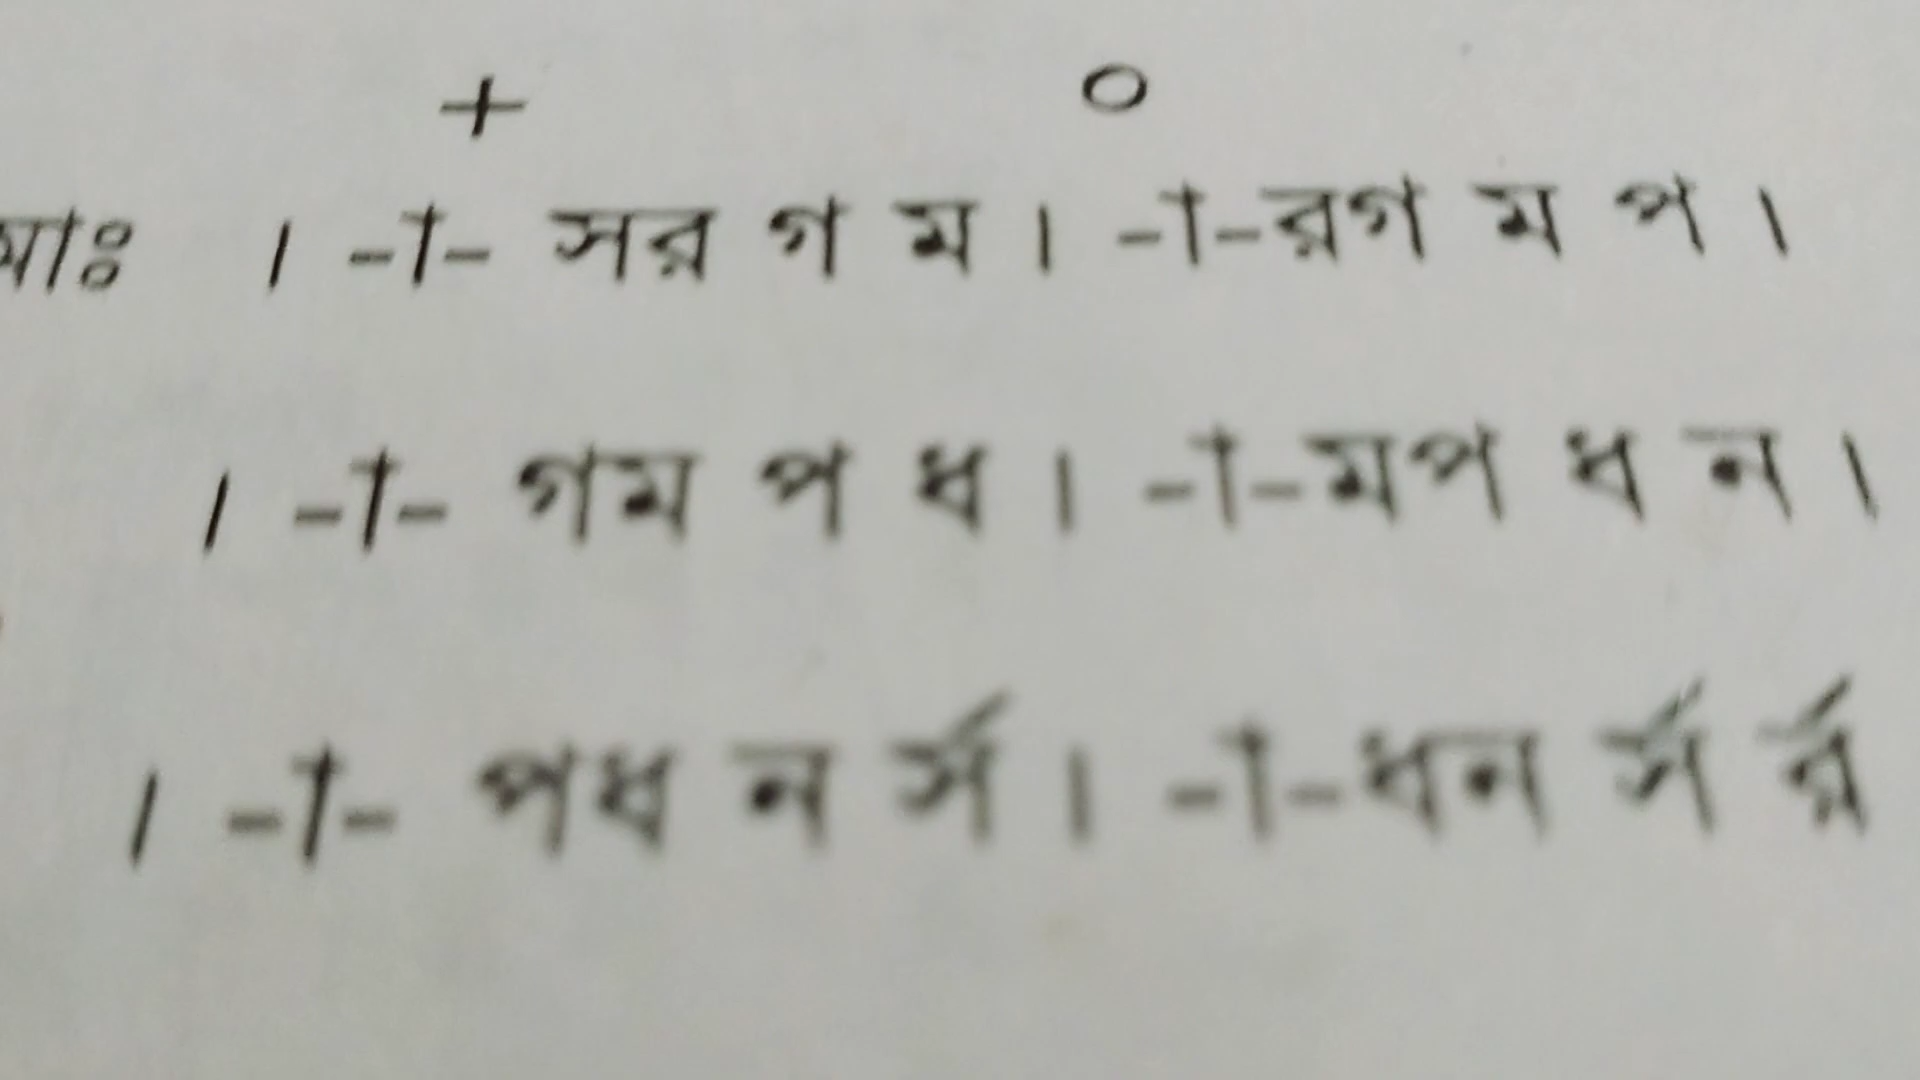 + ০
মাঃ । -া- সর গ ম । -া-রগ ম প ।
। -া- গম প ধ । -া-মপ ধ ন ।
। -া- পধ ন র্স । -া-ধন র্স র্র